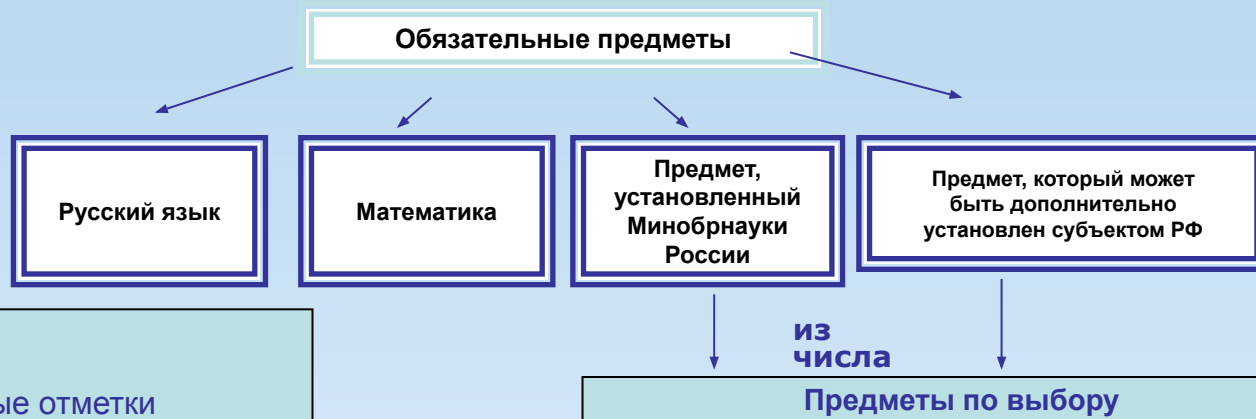 Обязательные предметы
Русский язык
Математика
Предмет,
установленный
Минобрнауки
России
Предмет, который может
быть дополнительно
установлен субъектом РФ
из
числа
отметки
Предметы по выбору